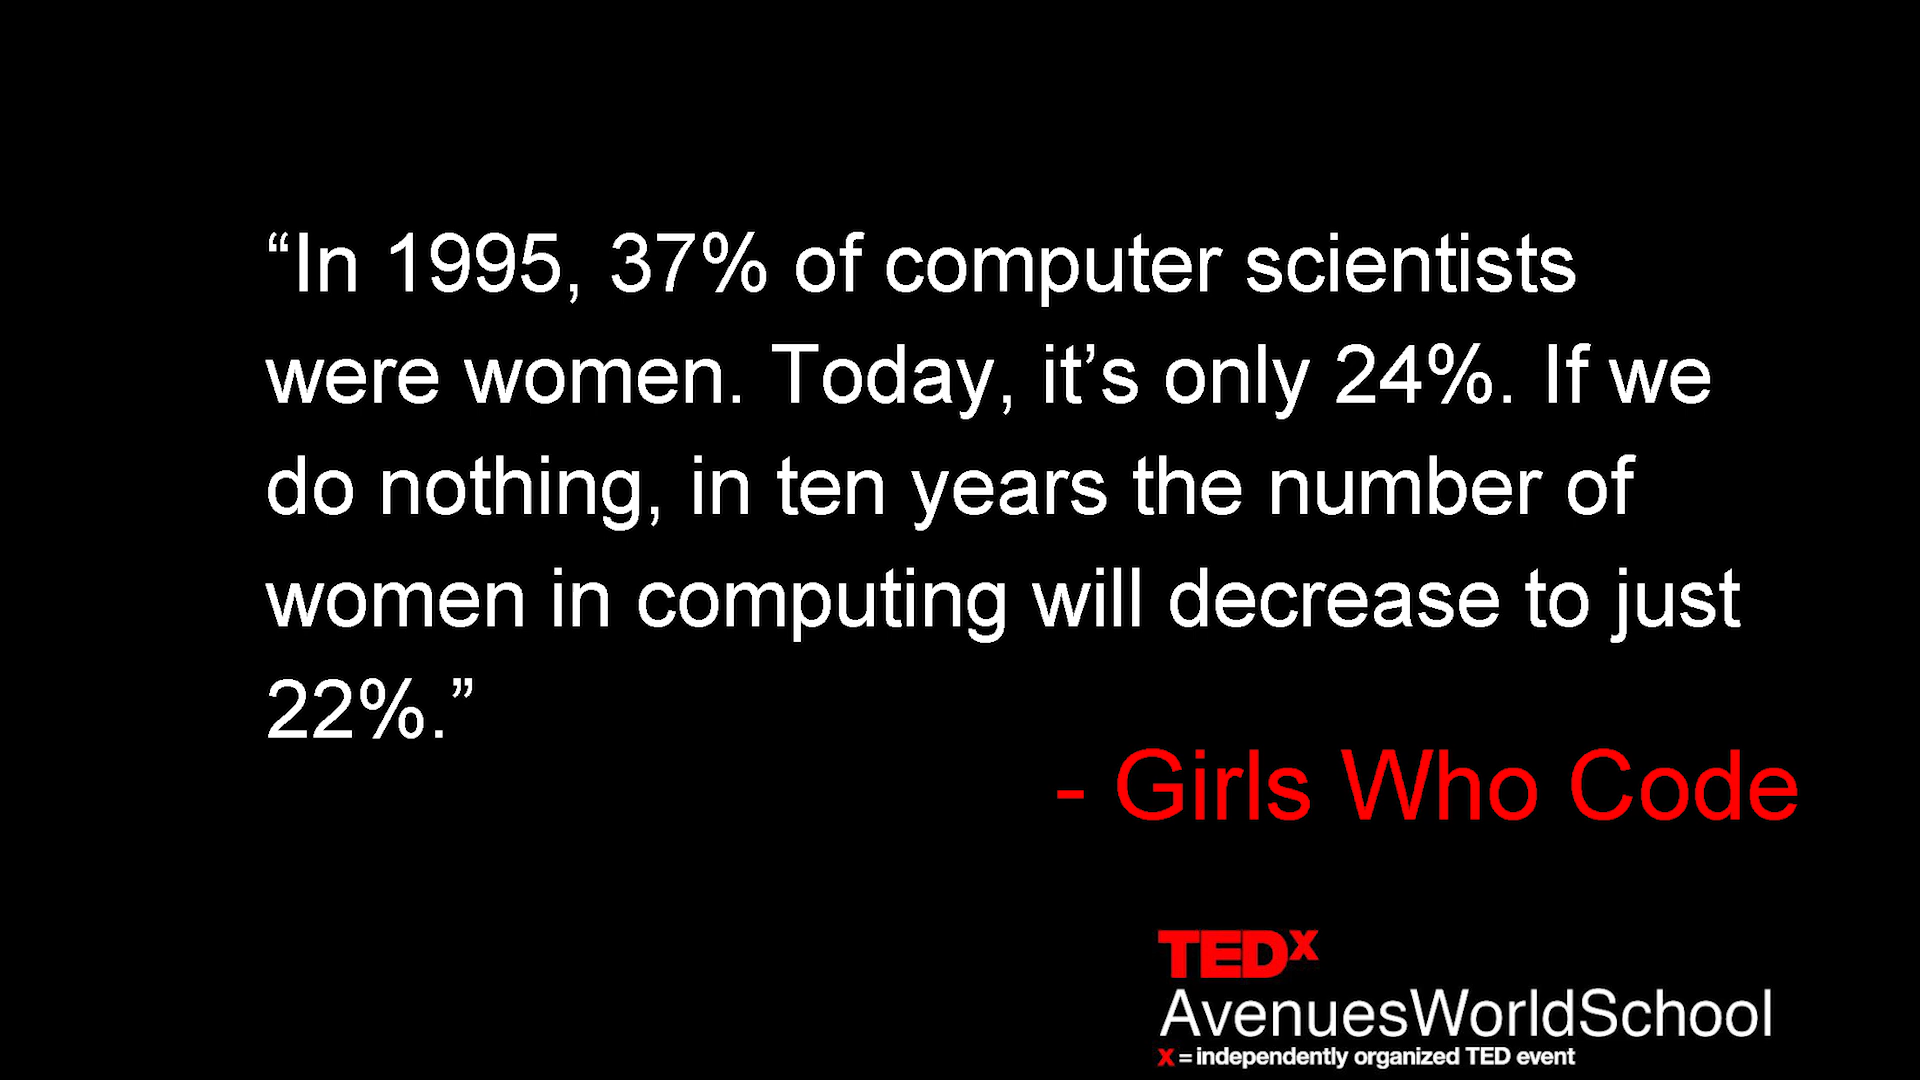 “In 1995, 37% of computer scientists
were women. Today, it’s only 24%. If we
do nothing, in ten years the number of
women in computing will decrease to just
22%.”
- Girls Who Code
TEDx
AvenuesWorldSchool
x = independently organized TED event